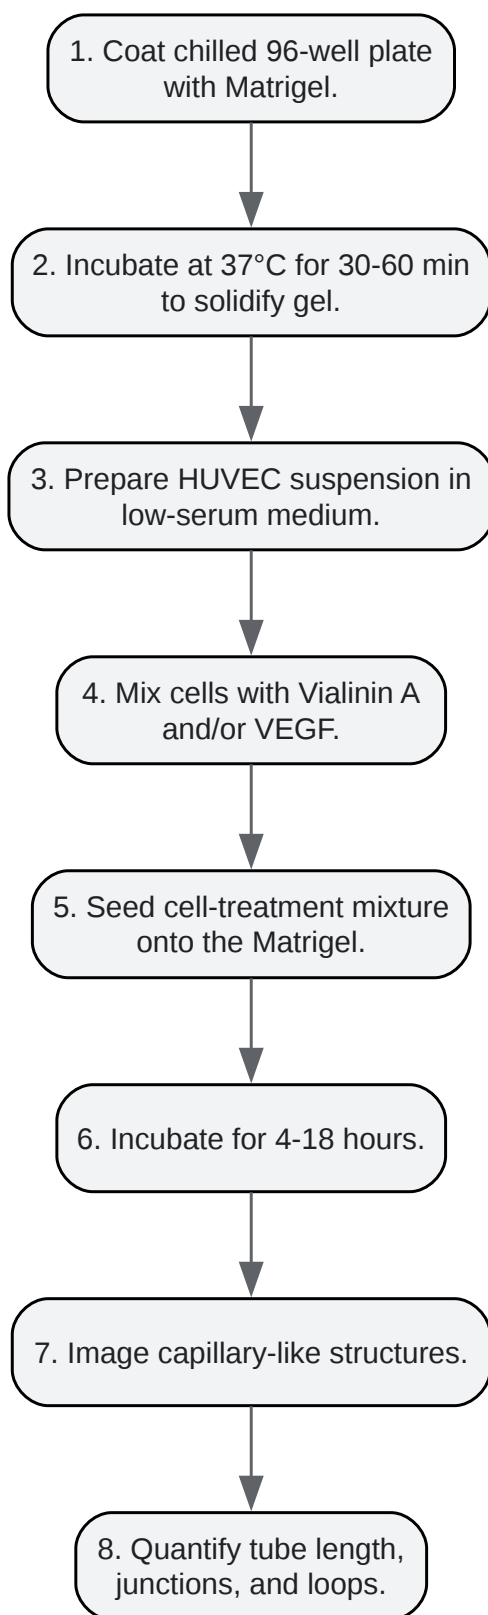 1. Coat chilled 96-well plate
with Matrigel.
2. Incubate at 37°C for 30-60 min
to solidify gel.
3. Prepare HUVEC suspension in
low-serum medium.
4. Mix cells with Vialinin A
and/or VEGF.
5. Seed cell-treatment mixture
onto the Matrigel.
6. Incubate for 4-18 hours.
7. Image capillary-like structures.
8. Quantify tube length,
junctions, and loops.